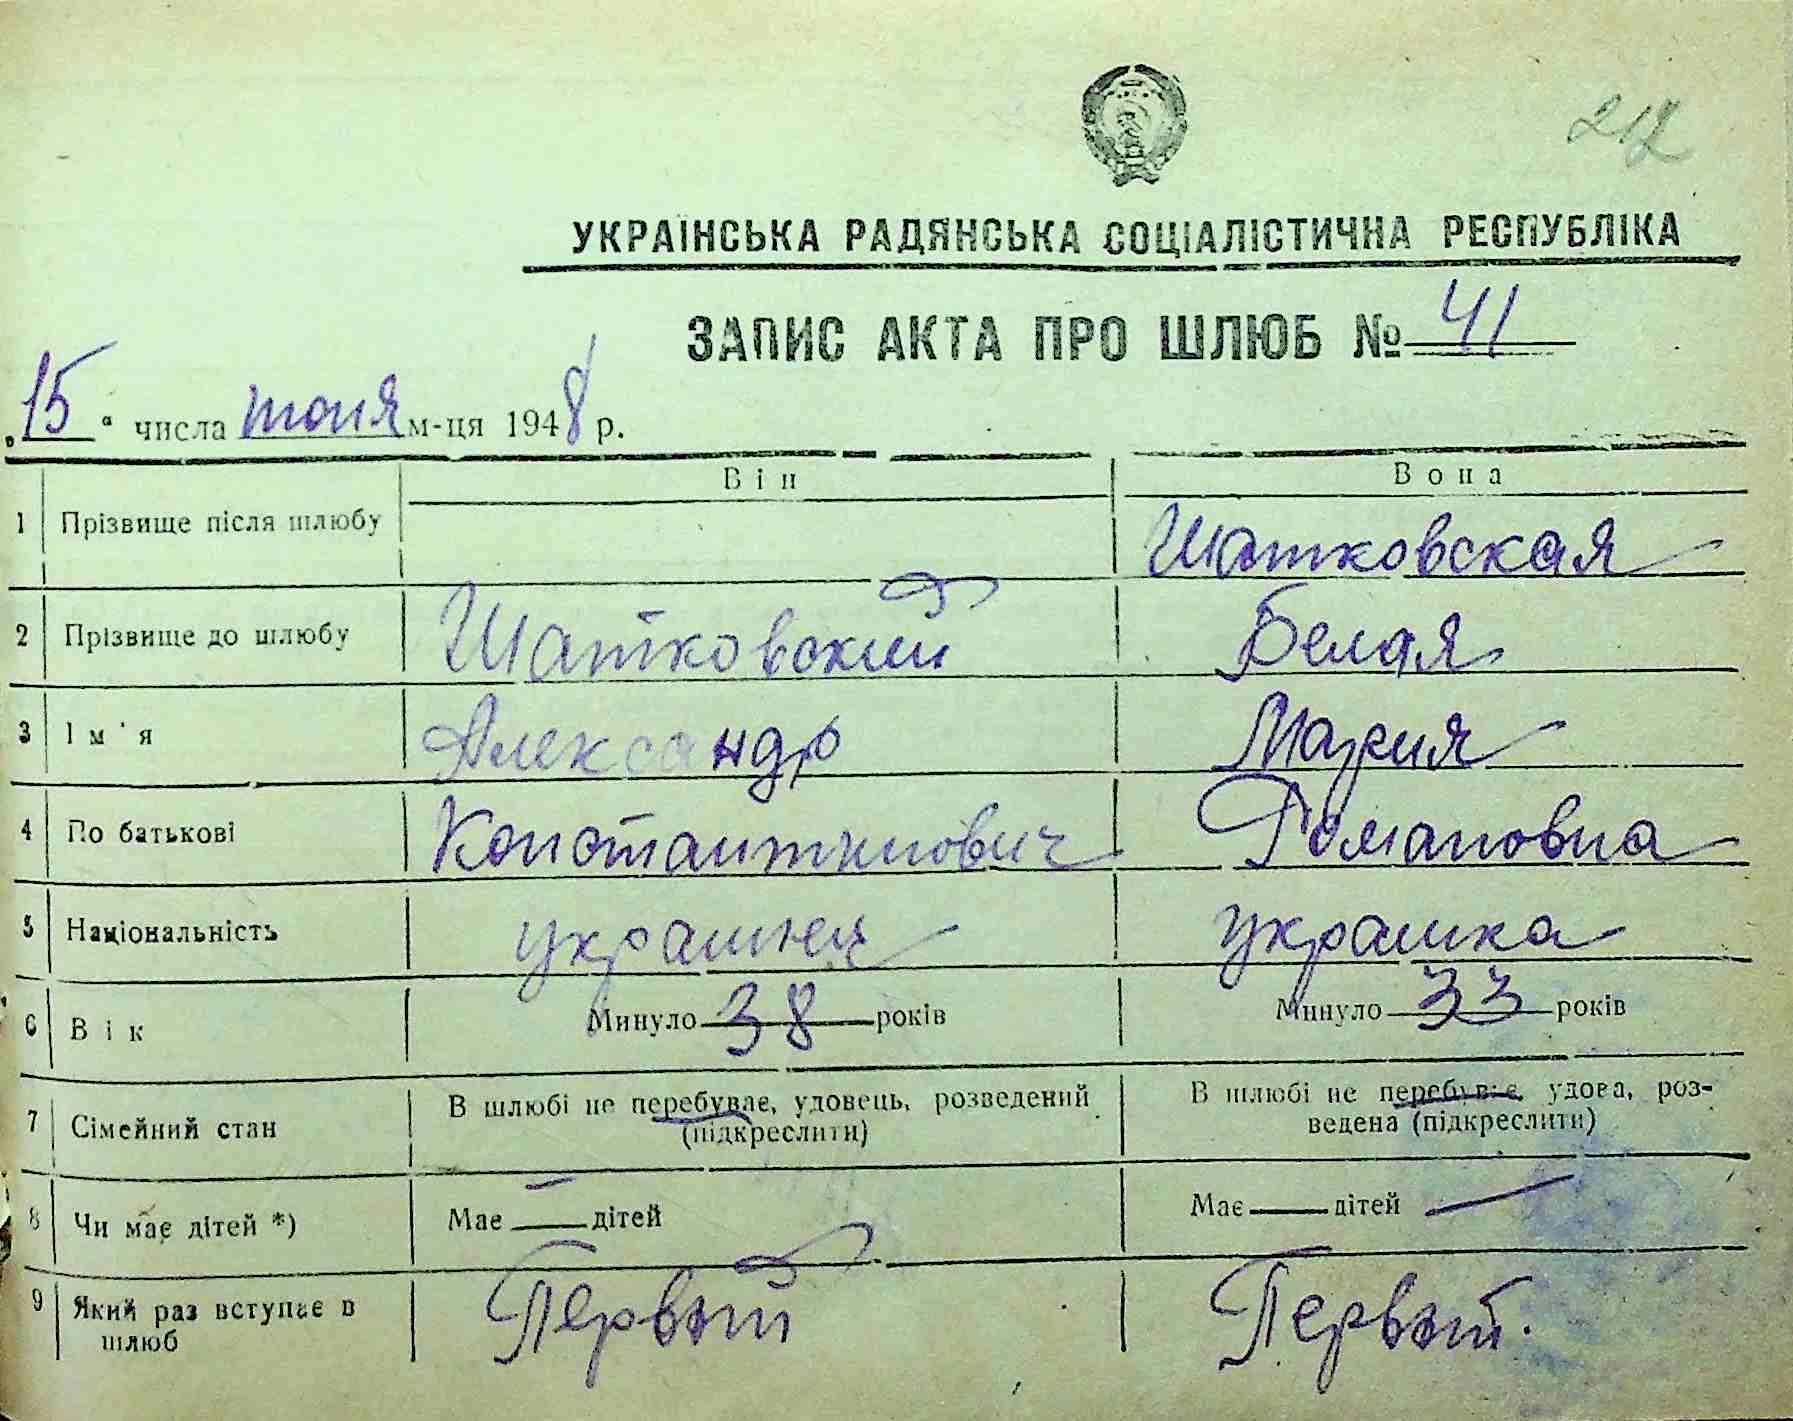 212
УКРАЇНСЬКА РАДЯНСЬКА СОЦІАЛІСТИЧНА РЕСПУБЛІКА
ЗАПИС АКТА ПРО ШЛЮБ № 41
„15“ числа июня м-ця 1948 р.
Він Вона
1 Прізвище після шлюбу Шатковская
2 Прізвище до шлюбу Шатковский Белая
3 Ім'я Александр Мария
4 По батькові Константинович Романовна
5 Національність украинец украинка
6 Вік Минуло 38 років Минуло 33 років
7 Сімейний стан В шлюбі не перебуває, удовець, розведений (підкреслити) В шлюбі не перебуває, удова, роз-
ведена (підкреслити)
8 Чи має дітей *) Має — дітей Має — дітей —
9 Який раз вступає в шлюб Первый Первый.